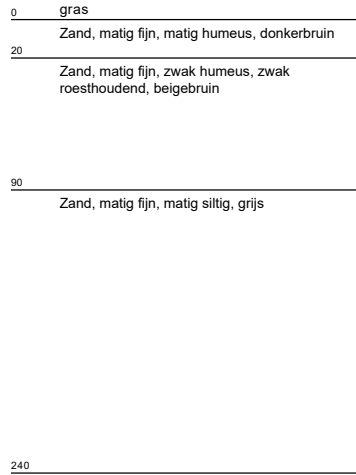 0 gras
Zand, matig fijn, matig humeus, donkerbruin
20
Zand, matig fijn, zwak humeus, zwak
roesthoudend, beigebruin
90
Zand, matig fijn, matig siltig, grijs
240